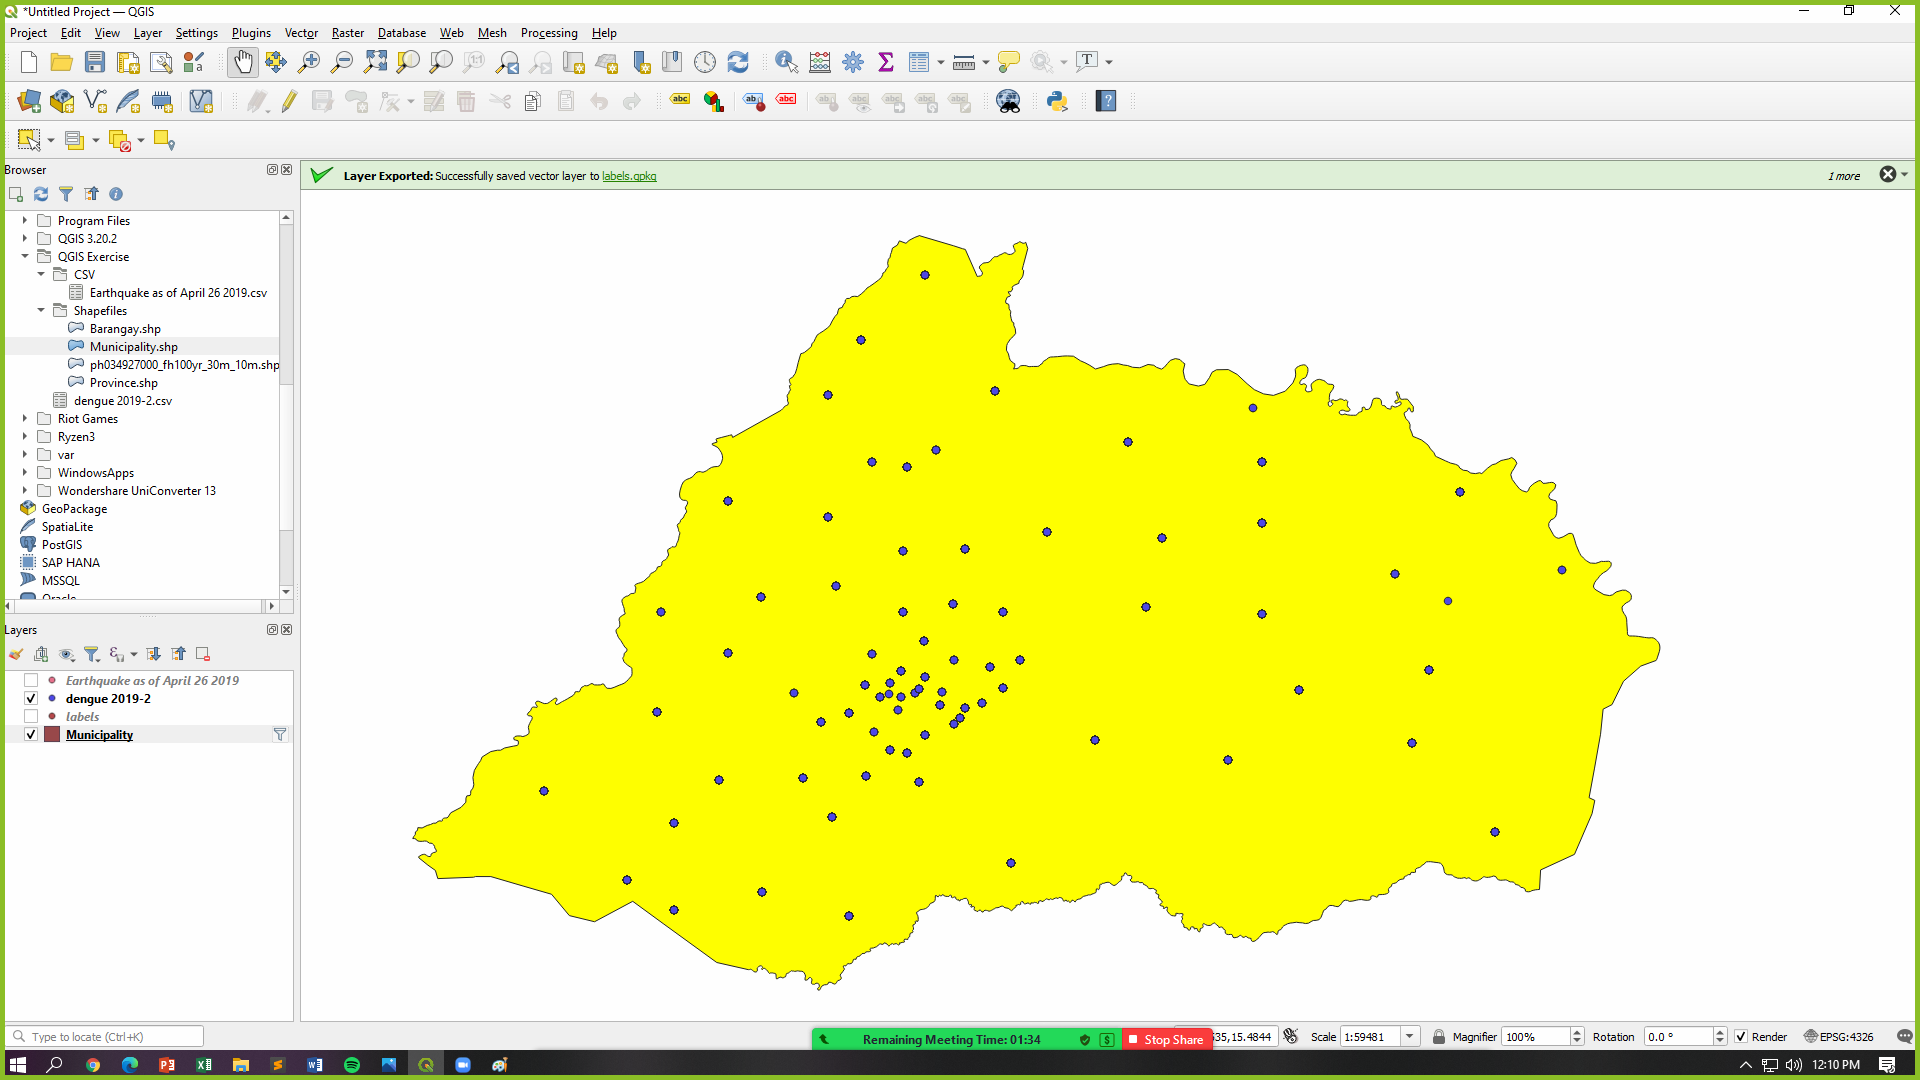 *Untitled Project — QGIS
Project Edit View Layer Settings Plugins Vector Raster Database Web Mesh Processing Help
Browser
Layer Exported: Successfully saved vector layer to labels.gpkg
1 more
Program Files
QGIS 3.20.2
QGIS Exercise
CSV
Earthquake as of April 26 2019.csv
Shapefiles
Barangay.shp
Municipality.shp
ph034927000_fh100yr_30m_10m.shp
Province.shp
dengue 2019-2.csv
Riot Games
Ryzen3
var
WindowsApps
Wondershare UniConverter 13
GeoPackage
SpatiaLite
PostGIS
SAP HANA
MSSQL
Oracle
Layers
Earthquake as of April 26 2019
dengue 2019-2
labels
Municipality
Type to locate (Ctrl+K)
Remaining Meeting Time: 01:34
Stop Share
535,15.4844
Scale 1:59481
Magnifier 100%
Rotation 0.0 °
Render
EPSG:4326
12:10 PM